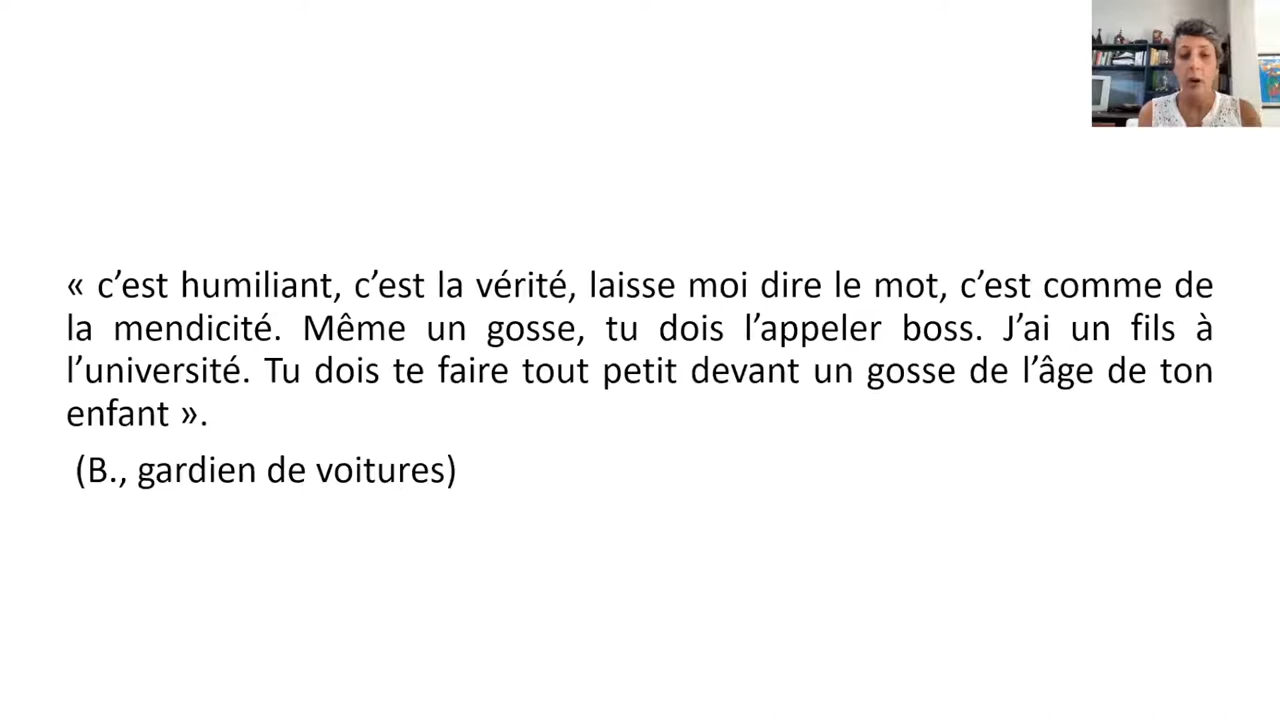 « c’est humiliant, c’est la vérité, laisse moi dire le mot, c’est comme de
la mendicité. Même un gosse, tu dois l’appeler boss. J’ai un fils à
l’université. Tu dois te faire tout petit devant un gosse de l’âge de ton
enfant ».
(B., gardien de voitures)